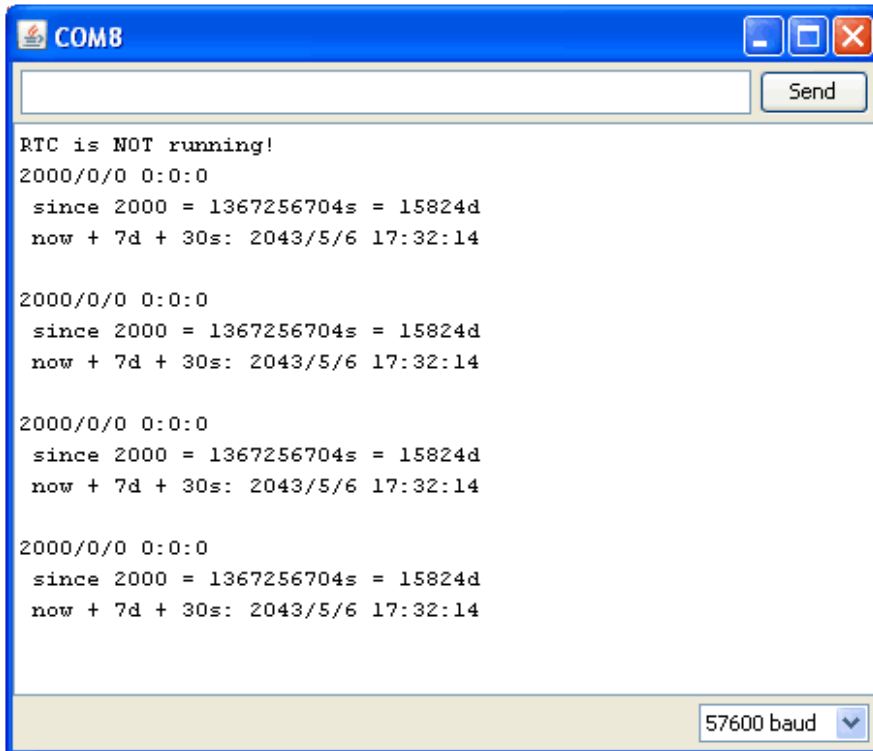 COM8
Send
RTC is NOT running!
2000/0/0 0:0:0
since 2000 = 1367256704s = 15824d
now + 7d + 30s: 2043/5/6 17:32:14
2000/0/0 0:0:0
since 2000 = 1367256704s = 15824d
now + 7d + 30s: 2043/5/6 17:32:14
2000/0/0 0:0:0
since 2000 = 1367256704s = 15824d
now + 7d + 30s: 2043/5/6 17:32:14
2000/0/0 0:0:0
since 2000 = 1367256704s = 15824d
now + 7d + 30s: 2043/5/6 17:32:14
57600 baud